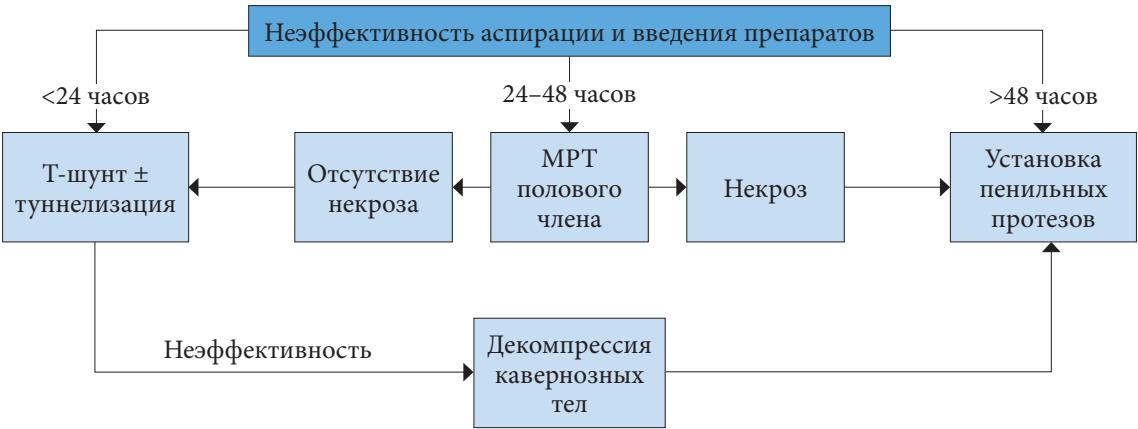 Неэффективность аспирации и введения препаратов
<24 часов
24–48 часов
>48 часов
Т-шунт ±
туннелизация
Отсутствие
некроза
МРТ
полового
члена
Некроз
Установка
пенильных
протезов
Неэффективность
Декомпрессия
кавернозных
тел